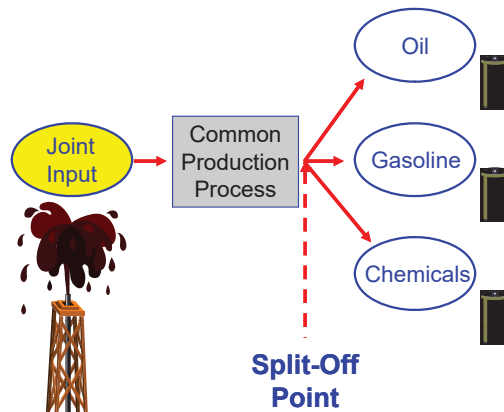 Oil
Joint
Input
Common
Production
Process
Gasoline
Chemicals
Split-Off
Point